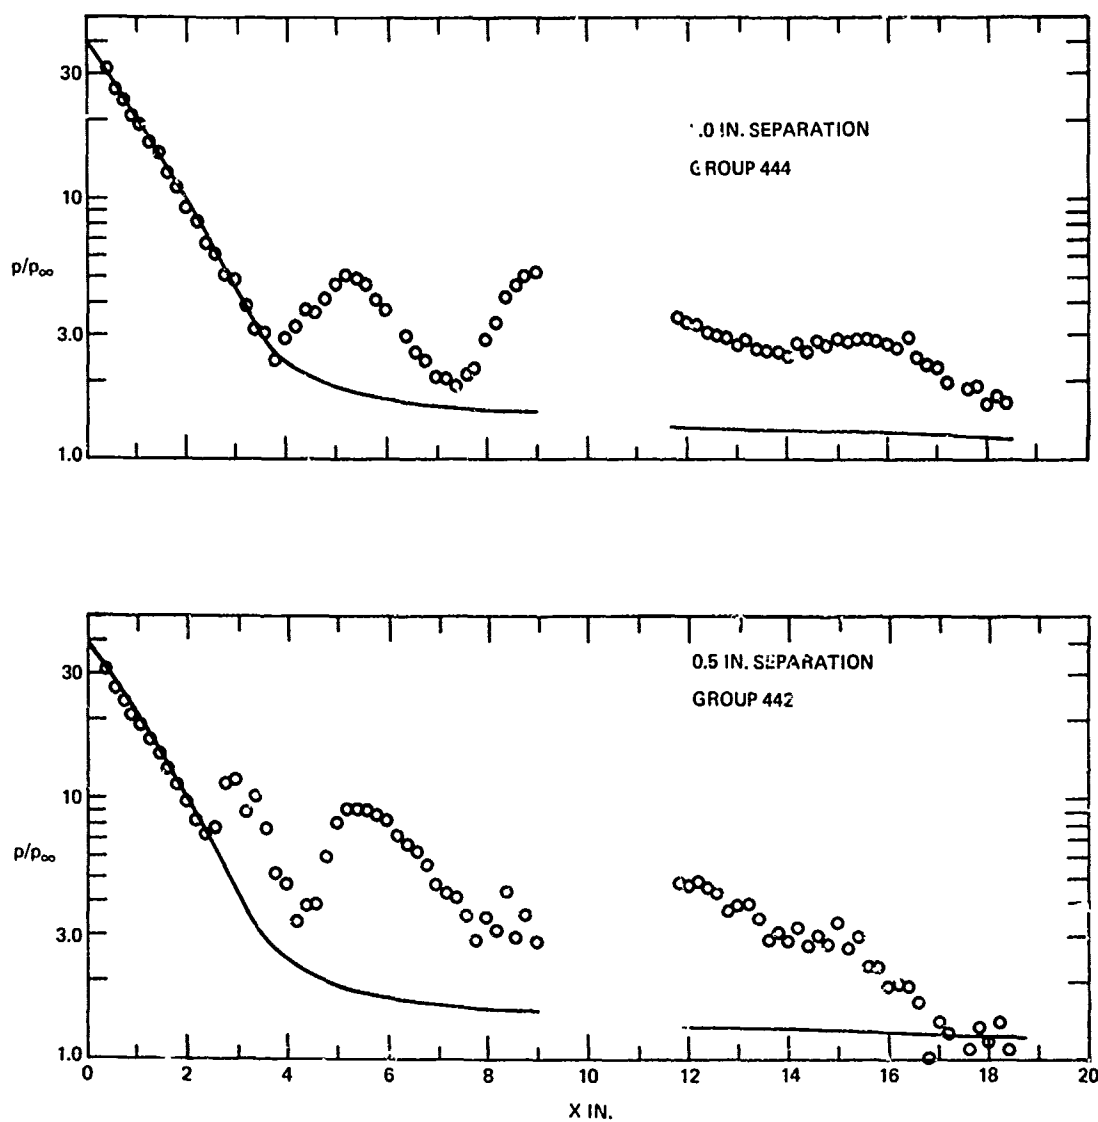 30
.0 IN. SEPARATION
GROUP 444
10
p/p∞
3.0
1.0
0.5 IN. SEPARATION
30
GROUP 442
10
p/p∞
3.0
1.0
0 2 4 6 8 10 12 14 16 18 20
X IN.